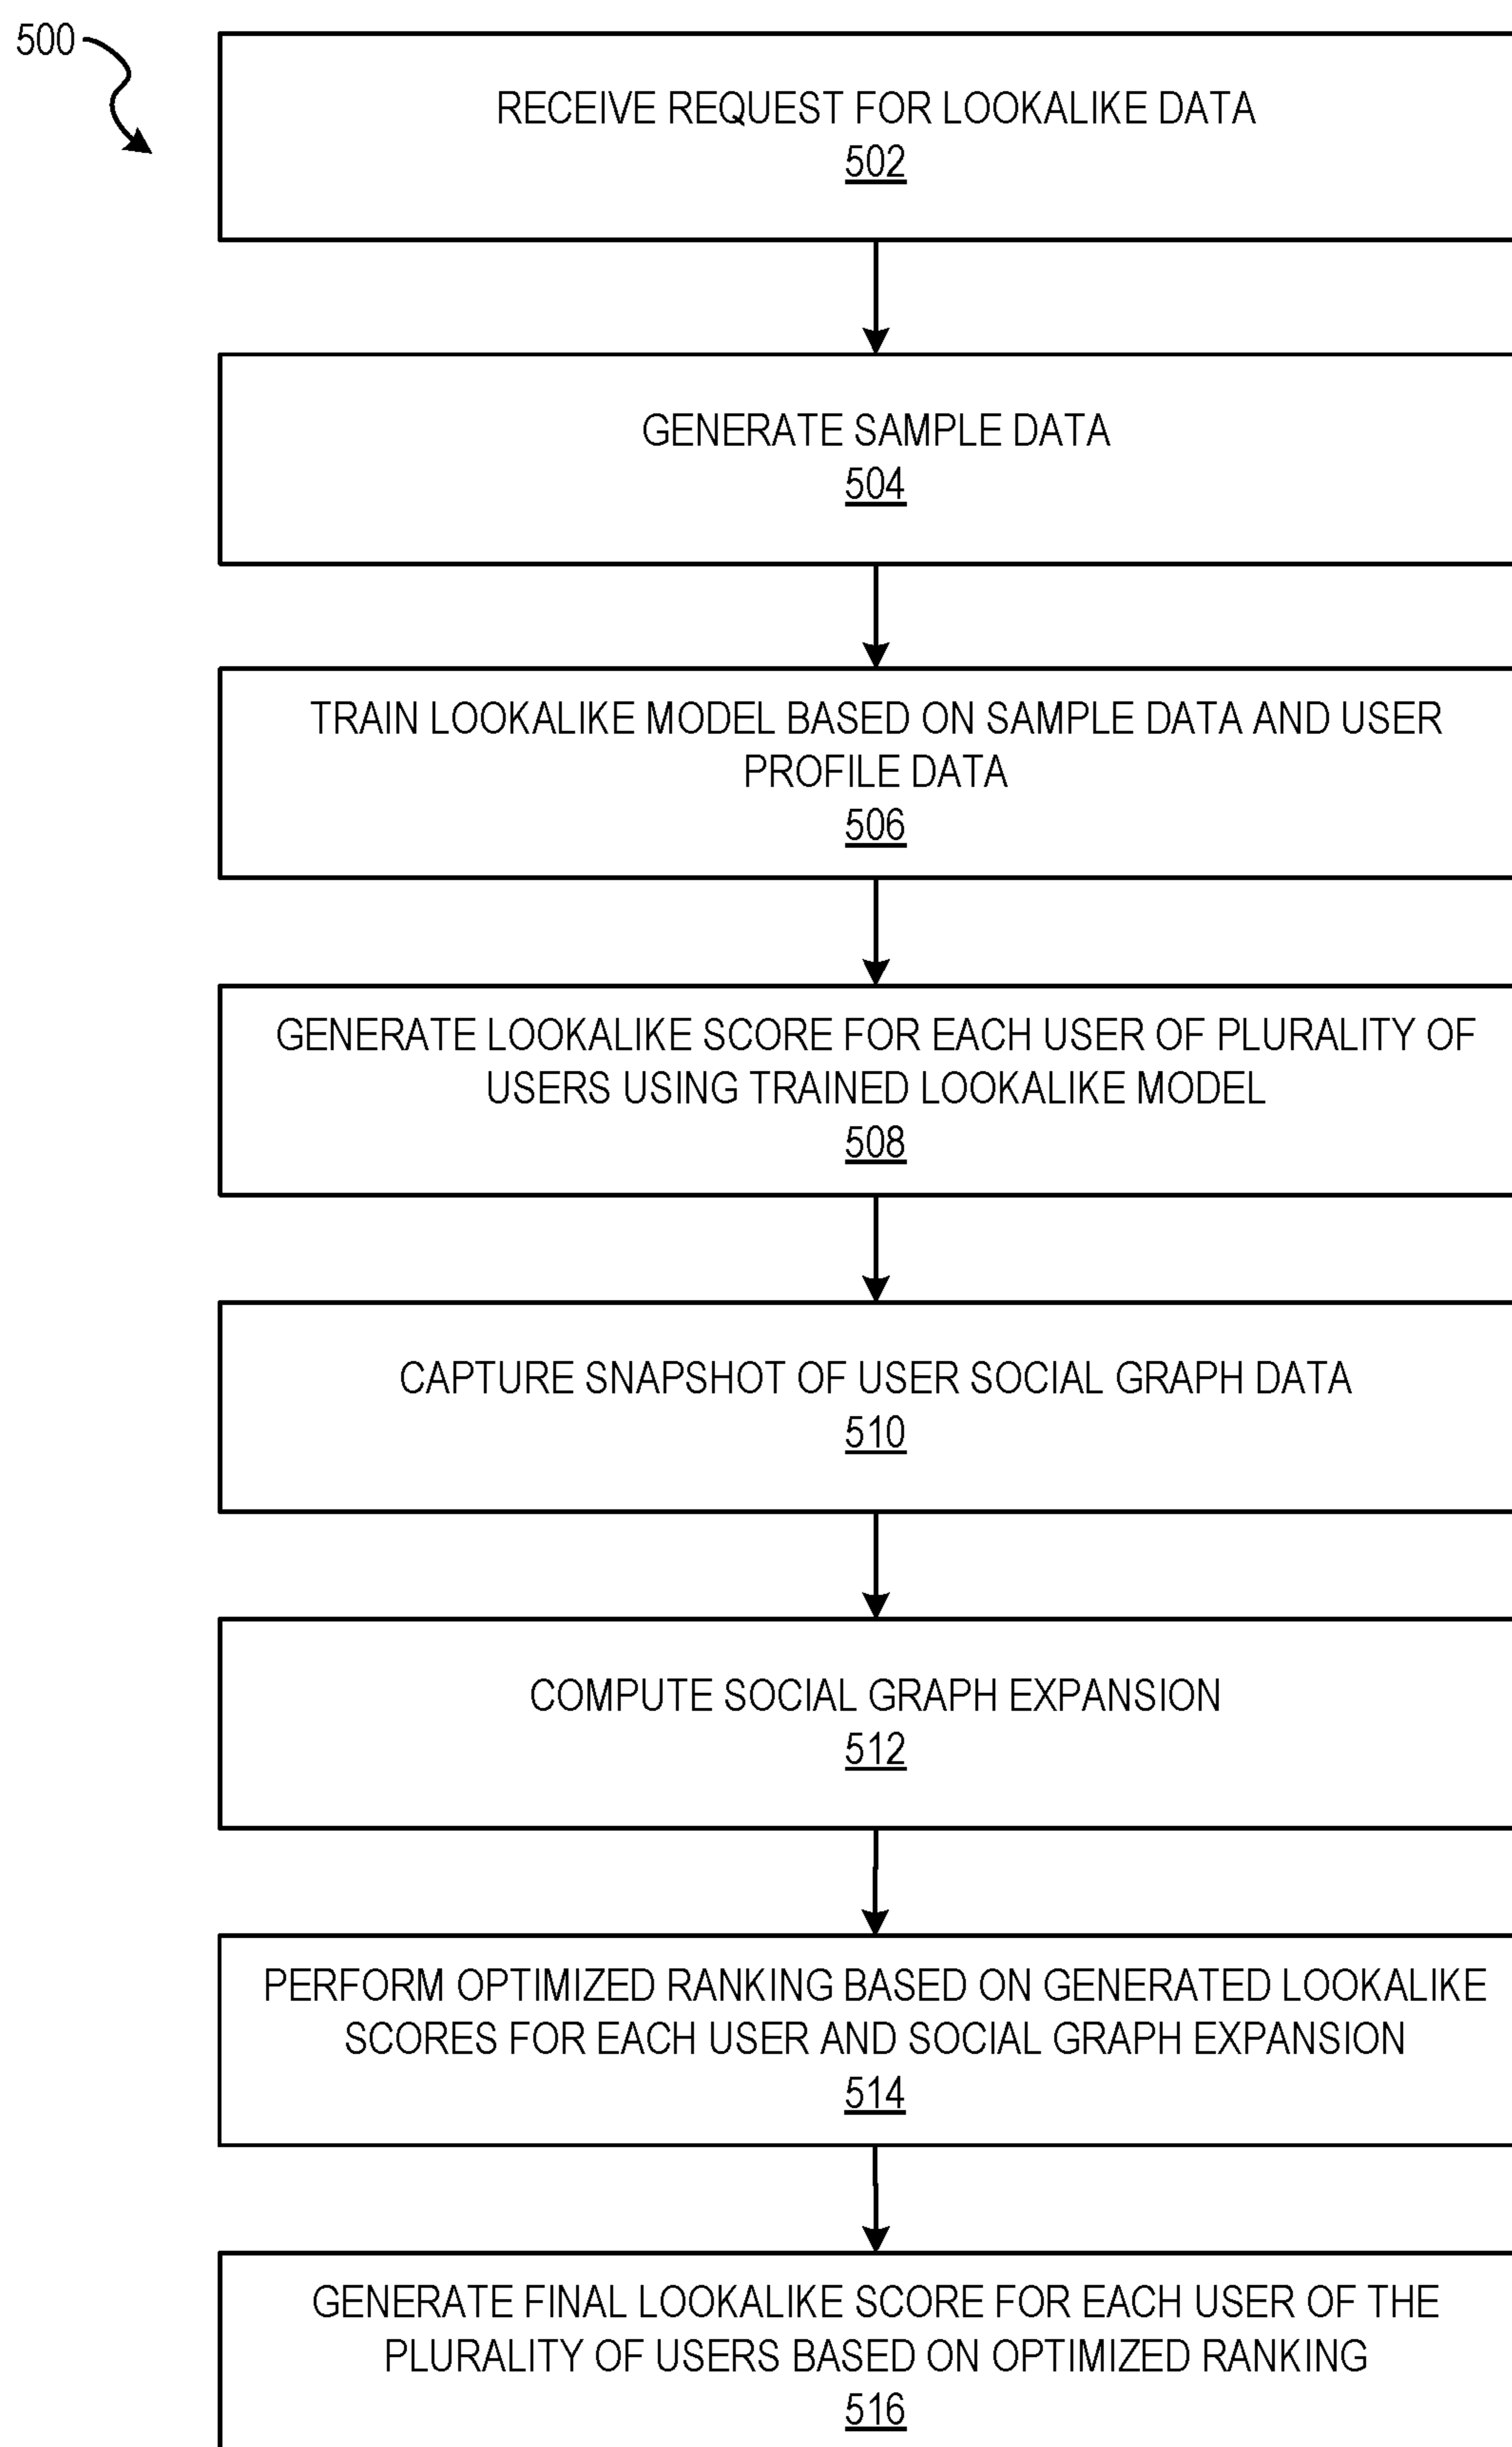 500
RECEIVE REQUEST FOR LOOKALIKE DATA
502
GENERATE SAMPLE DATA
504
TRAIN LOOKALIKE MODEL BASED ON SAMPLE DATA AND USER
PROFILE DATA
506
GENERATE LOOKALIKE SCORE FOR EACH USER OF PLURALITY OF
USERS USING TRAINED LOOKALIKE MODEL
508
CAPTURE SNAPSHOT OF USER SOCIAL GRAPH DATA
510
COMPUTE SOCIAL GRAPH EXPANSION
512
PERFORM OPTIMIZED RANKING BASED ON GENERATED LOOKALIKE
SCORES FOR EACH USER AND SOCIAL GRAPH EXPANSION
514
GENERATE FINAL LOOKALIKE SCORE FOR EACH USER OF THE
PLURALITY OF USERS BASED ON OPTIMIZED RANKING
516